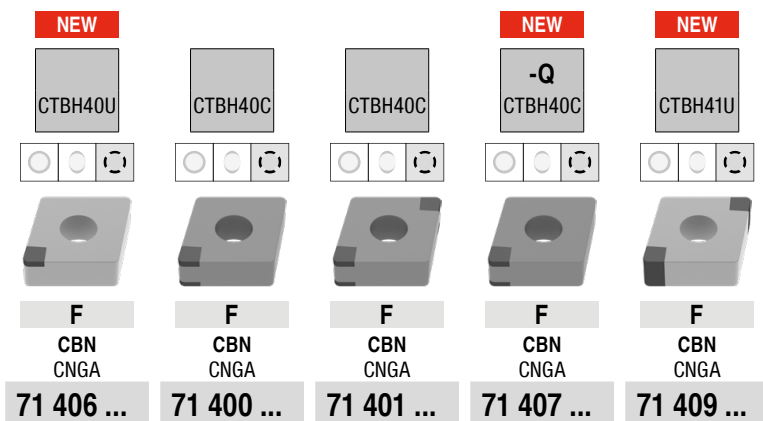 NEW NEW NEW
-Q
CTBH40U CTBH40C CTBH40C CTBH40C CTBH41U
F F F F F
CBN CBN CBN CBN CBN
CNGA CNGA CNGA CNGA CNGA
71 406 ... 71 400 ... 71 401 ... 71 407 ... 71 409 ...